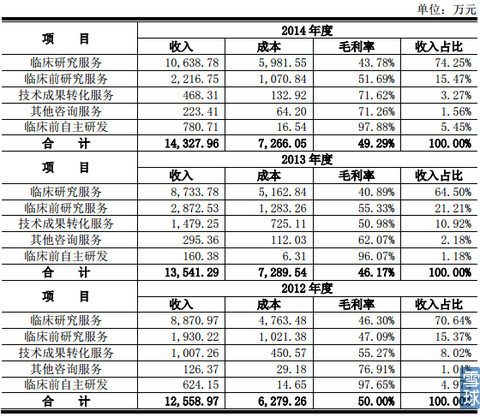 单位：万元
项 目 2014 年度
收入 成本 毛利率 收入占比
临床研究服务 10,638.78 5,981.55 43.78% 74.25%
临床前研究服务 2,216.75 1,070.84 51.69% 15.47%
技术成果转化服务 468.31 132.92 71.62% 3.27%
其他咨询服务 223.41 64.20 71.26% 1.56%
临床前自主研发 780.71 16.54 97.88% 5.45%
合 计 14,327.96 7,266.05 49.29% 100.00%
项 目 2013 年度
收入 成本 毛利率 收入占比
临床研究服务 8,733.78 5,162.84 40.89% 64.50%
临床前研究服务 2,872.53 1,283.26 55.33% 21.21%
技术成果转化服务 1,479.25 725.11 50.98% 10.92%
其他咨询服务 295.36 112.03 62.07% 2.18%
临床前自主研发 160.38 6.31 96.07% 1.18%
合 计 13,541.29 7,289.54 46.17% 100.00%
项 目 2012 年度
收入 成本 毛利率 收入占比
临床研究服务 8,870.97 4,763.48 46.30% 70.64%
临床前研究服务 1,930.22 1,021.38 47.09% 15.37%
技术成果转化服务 1,007.26 450.57 55.27% 8.02%
其他咨询服务 126.37 29.18 76.91% 1.01%
临床前自主研发 624.15 14.65 97.65% 4.97
合 计 12,558.97 6,279.26 50.00% 100.00
雪球